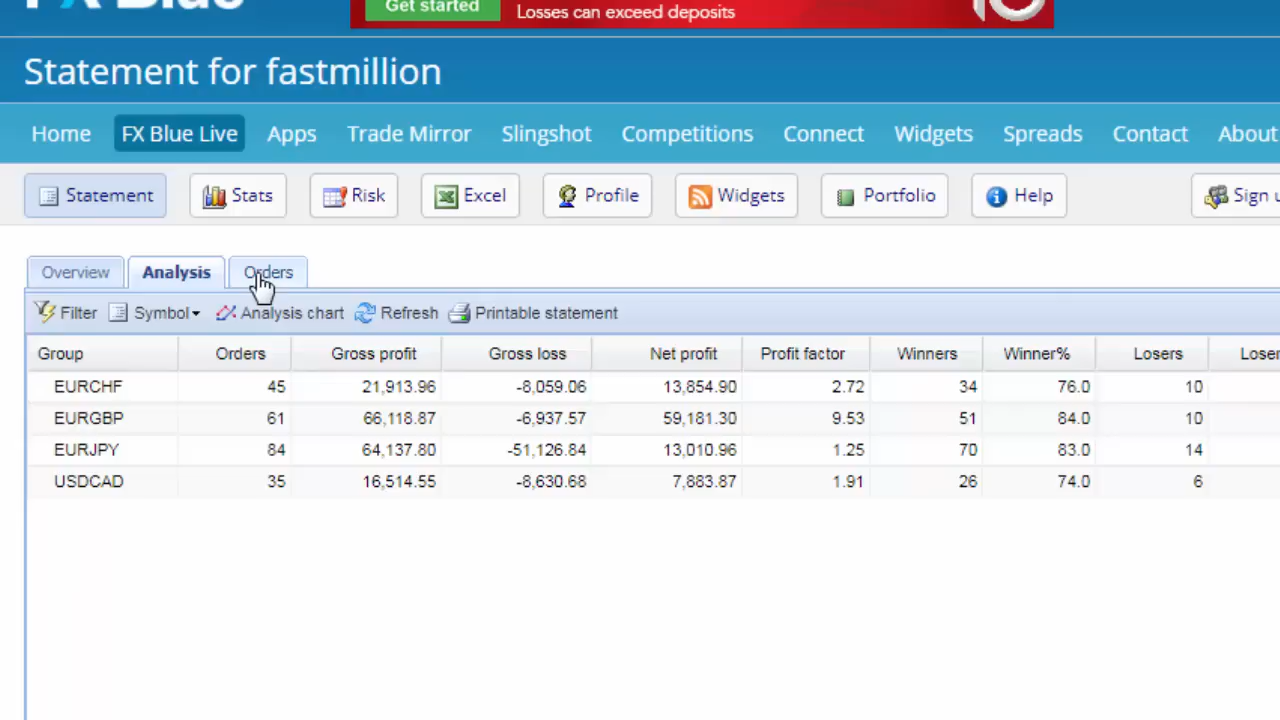 FX Blue
Get started
Losses can exceed deposits
Statement for fastmillion
Home FX Blue Live Apps Trade Mirror Slingshot Competitions Connect Widgets Spreads Contact About
Statement Stats Risk Excel Profile Widgets Portfolio Help Sign u
Overview Analysis Orders
Filter Symbol Analysis chart Refresh Printable statement
Group Orders Gross profit Gross loss Net profit Profit factor Winners Winner% Losers Loser
EURCHF 45 21,913.96 -8,059.06 13,854.90 2.72 34 76.0 10
EURGBP 61 66,118.87 -6,937.57 59,181.30 9.53 51 84.0 10
EURJPY 84 64,137.80 -51,126.84 13,010.96 1.25 70 83.0 14
USDCAD 35 16,514.55 -8,630.68 7,883.87 1.91 26 74.0 6